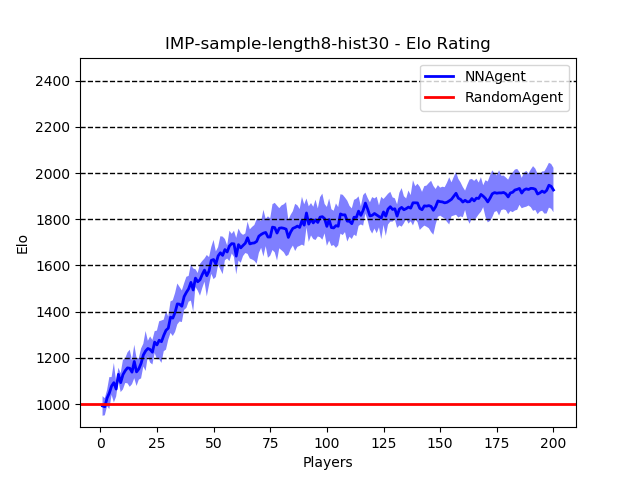 IMP-sample-length8-hist30 - Elo Rating
NNAgent
RandomAgent
2400
2200
2000
1800
1600
1400
1200
1000
Elo
0 25 50 75 100 125 150 175 200
Players